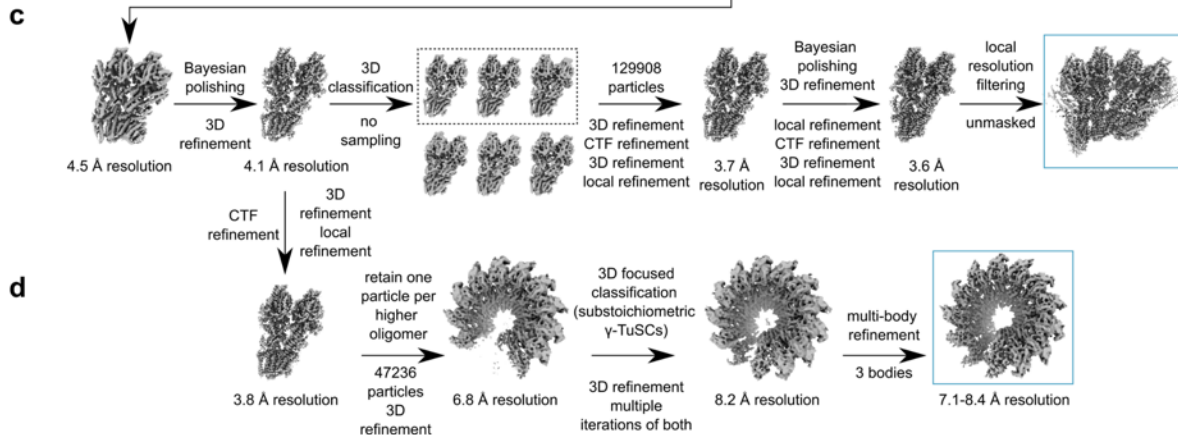 c
4.5 Å resolution
Bayesian
polishing
3D
refinement
4.1 Å resolution
3D
classification
no
sampling
129908
particles
3D refinement
CTF refinement
3D refinement
local refinement
3.7 Å
resolution
Bayesian
polishing
3D refinement
local refinement
CTF refinement
3D refinement
local refinement
3.6 Å
resolution
local
resolution
filtering
unmasked
CTF
refinement
3D
refinement
local
refinement
d
3.8 Å resolution
retain one
particle per
higher
oligomer
47236
particles
3D
refinement
6.8 Å resolution
3D focused
classification
(substoichiometric
γ-TuSCs)
3D refinement
multiple
iterations of both
8.2 Å resolution
multi-body
refinement
3 bodies
7.1-8.4 Å resolution